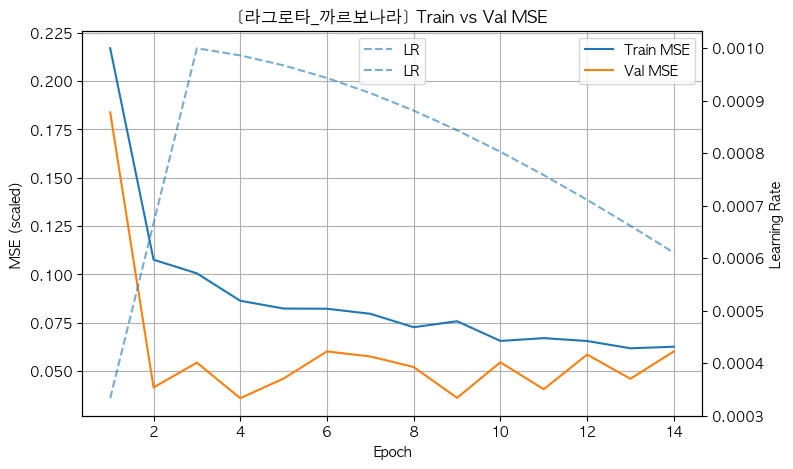 [라그로타_까르보나라] Train vs Val MSE
LR
LR
Train MSE
Val MSE
MSE (scaled)
0.225
0.200
0.175
0.150
0.125
0.100
0.075
0.050
0.0010
0.0009
0.0008
0.0007
0.0006
0.0005
0.0004
0.0003
Learning Rate
2
4
6
8
10
12
14
Epoch